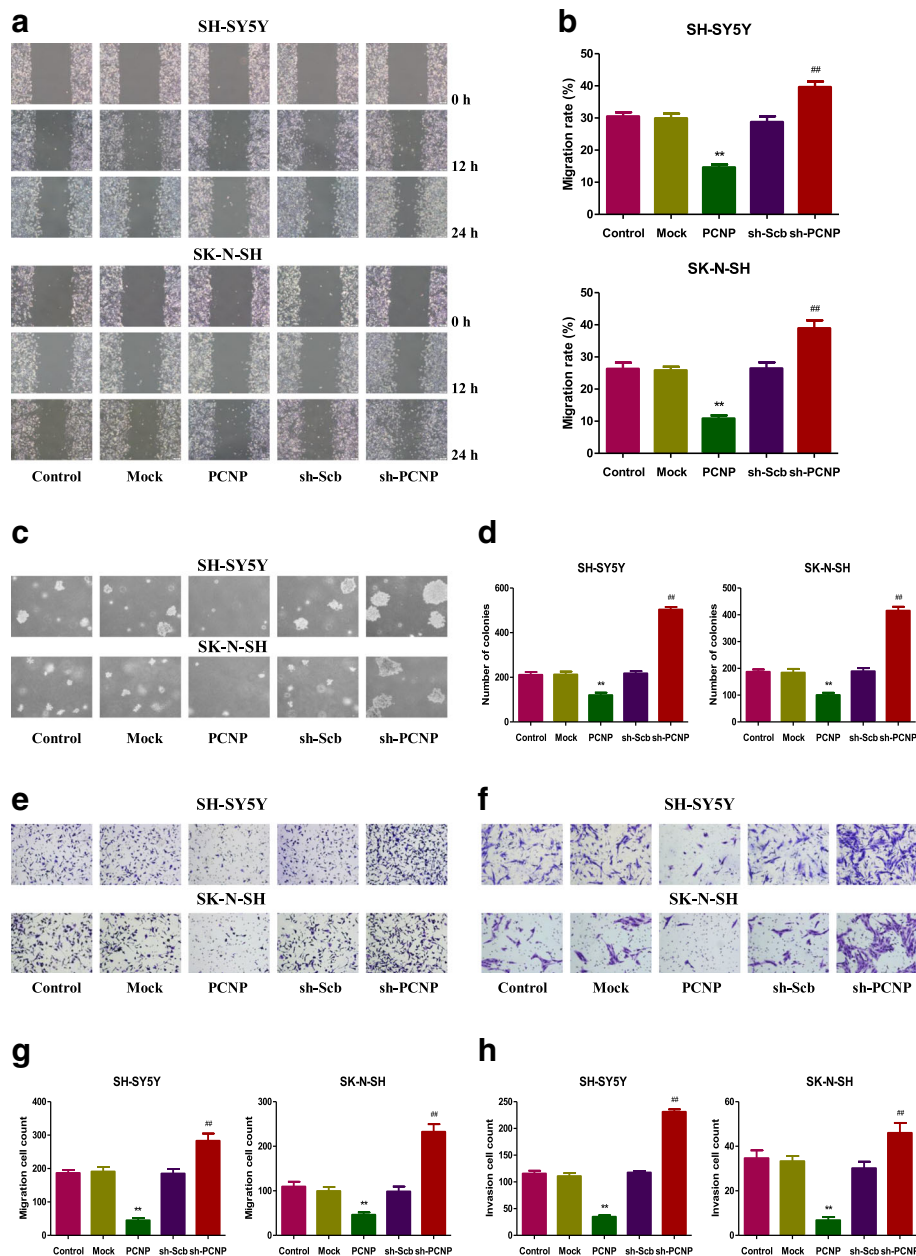 a
SH-SY5Y
0 h
12 h
24 h
SK-N-SH
0 h
12 h
24 h
Control Mock PCNP sh-Scb sh-PCNP
b
SH-SY5Y
Migration rate (%)
50
40
30
20
10
0
**
##
Control Mock PCNP sh-Scb sh-PCNP
SK-N-SH
Migration rate (%)
50
40
30
20
10
0
**
##
Control Mock PCNP sh-Scb sh-PCNP
c
SH-SY5Y
SK-N-SH
Control Mock PCNP sh-Scb sh-PCNP
d
SH-SY5Y
Number of colonies
600
400
200
0
**
##
Control Mock PCNP sh-Scb sh-PCNP
SK-N-SH
Number of colonies
500
400
300
200
100
0
**
##
Control Mock PCNP sh-Scb sh-PCNP
e
SH-SY5Y
SK-N-SH
Control Mock PCNP sh-Scb sh-PCNP
f
SH-SY5Y
SK-N-SH
Control Mock PCNP sh-Scb sh-PCNP
g
SH-SY5Y
Migration cell count
400
300
200
100
0
**
##
Control Mock PCNP sh-Scb sh-PCNP
SK-N-SH
Migration cell count
300
200
100
0
**
##
Control Mock PCNP sh-Scb sh-PCNP
h
SH-SY5Y
Invasion cell count
250
200
150
100
50
0
**
##
Control Mock PCNP sh-Scb sh-PCNP
SK-N-SH
Invasion cell count
60
40
20
0
**
##
Control Mock PCNP sh-Scb sh-PCNP